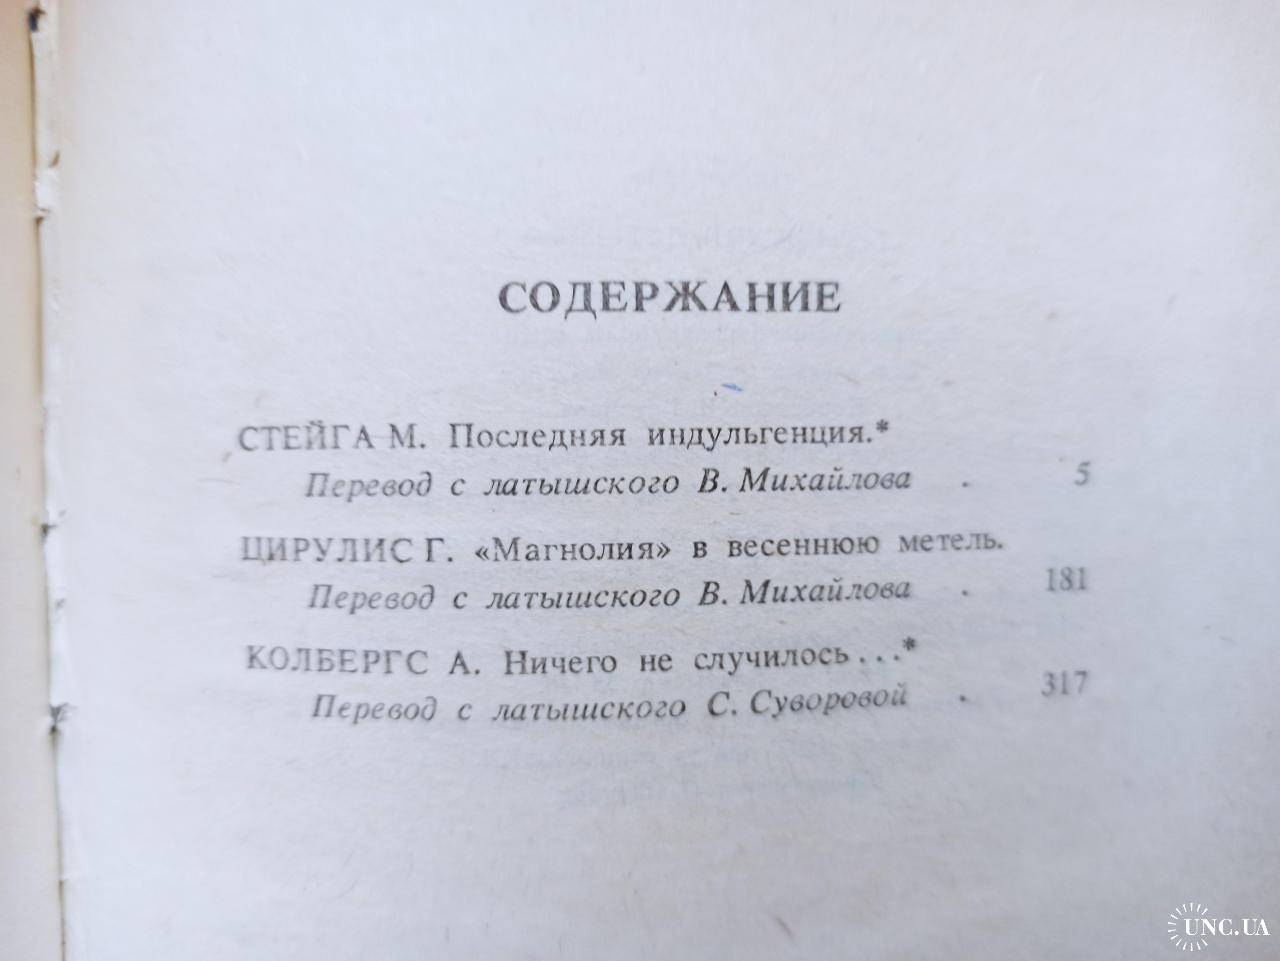 СОДЕРЖАНИЕ
СТЕЙГА М. Последняя индульгенция.*
Перевод с латышского В. Михайлова . 5
ЦИРУЛИС Г. «Магнолия» в весеннюю метель.
Перевод с латышского В. Михайлова . 181
КОЛБЕРГС А. Ничего не случилось...*
Перевод с латышского С. Суворовой . 317
UNC.UA